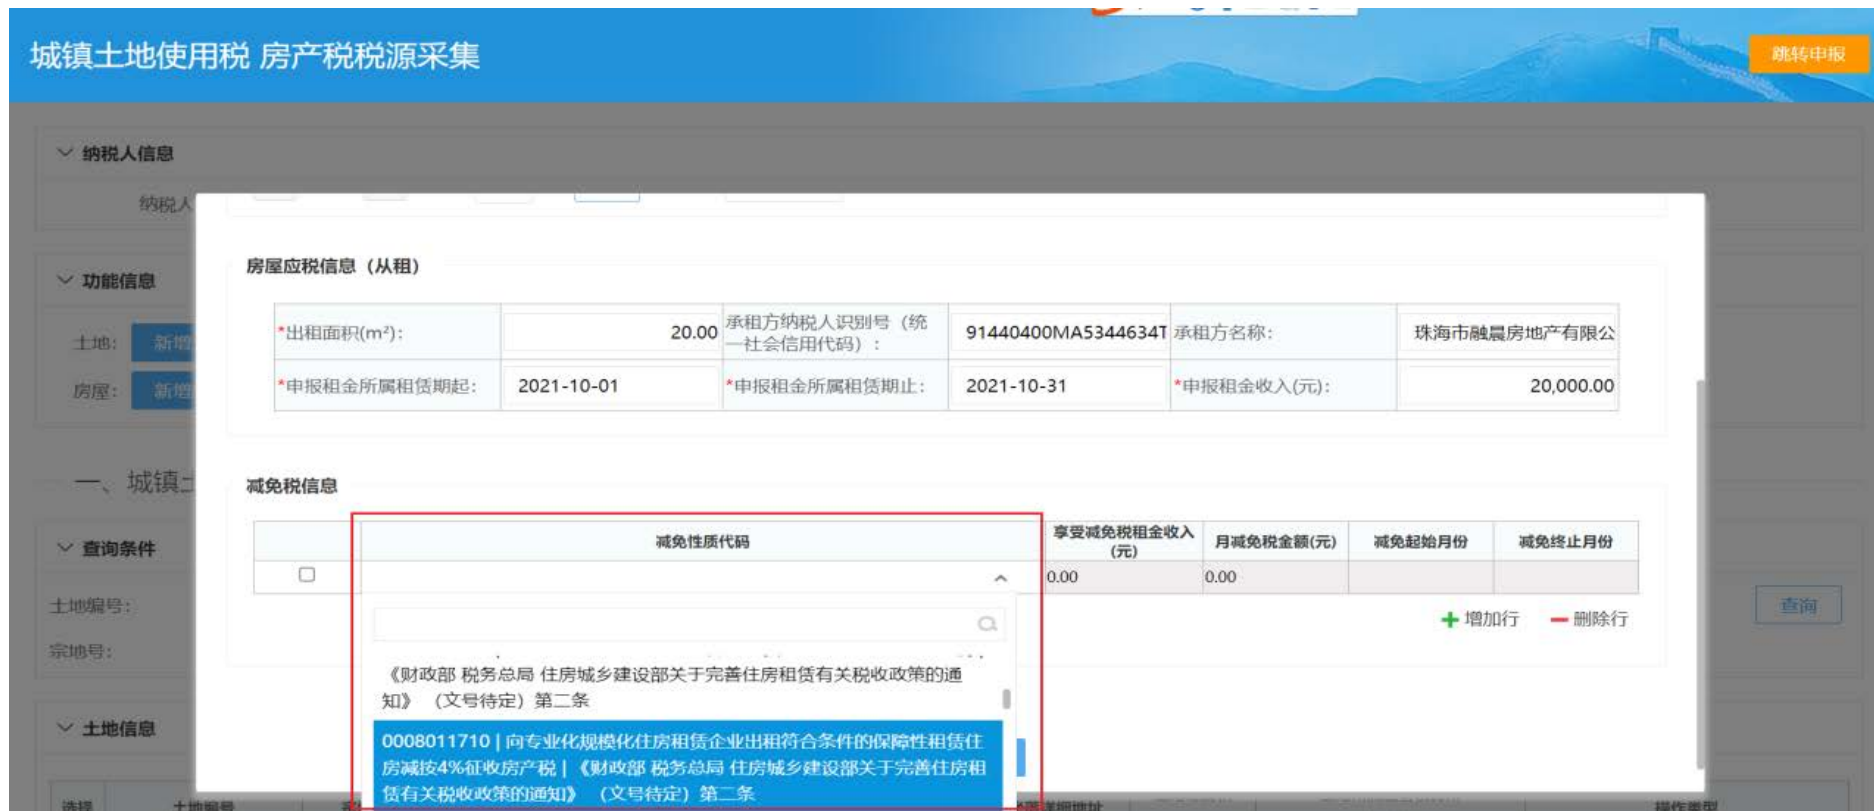 城镇土地使用税 房产税税源采集
跳转申报
纳税人信息
纳税人
功能信息
房屋应税信息（从租）
土地： 新增
*出租面积(m²): 20.00 承租方纳税人识别号（统一社会信用代码）: 91440400MA5344634T 承租方名称: 珠海市融晨房地产有限公
房屋： 新增
*申报租金所属租赁期起: 2021-10-01 *申报租金所属租赁期止: 2021-10-31 *申报租金收入(元): 20,000.00
一、城镇土
减免税信息
减免性质代码 享受减免税租金收入(元) 月减免税金额(元) 减免起始月份 减免终止月份
查询条件
0.00 0.00
土地编号:
查询
增加行 删除行
宗地号:
《财政部 税务总局 住房城乡建设部关于完善住房租赁有关税收政策的通
知》 （文号待定）第二条
土地信息
0008011710 | 向专业化规模化住房租赁企业出租符合条件的保障性租赁住
房减按4%征收房产税 | 《财政部 税务总局 住房城乡建设部关于完善住房租
赁有关税收政策的通知》 （文号待定）第二条
选择 土地编号 详细地址 操作类型